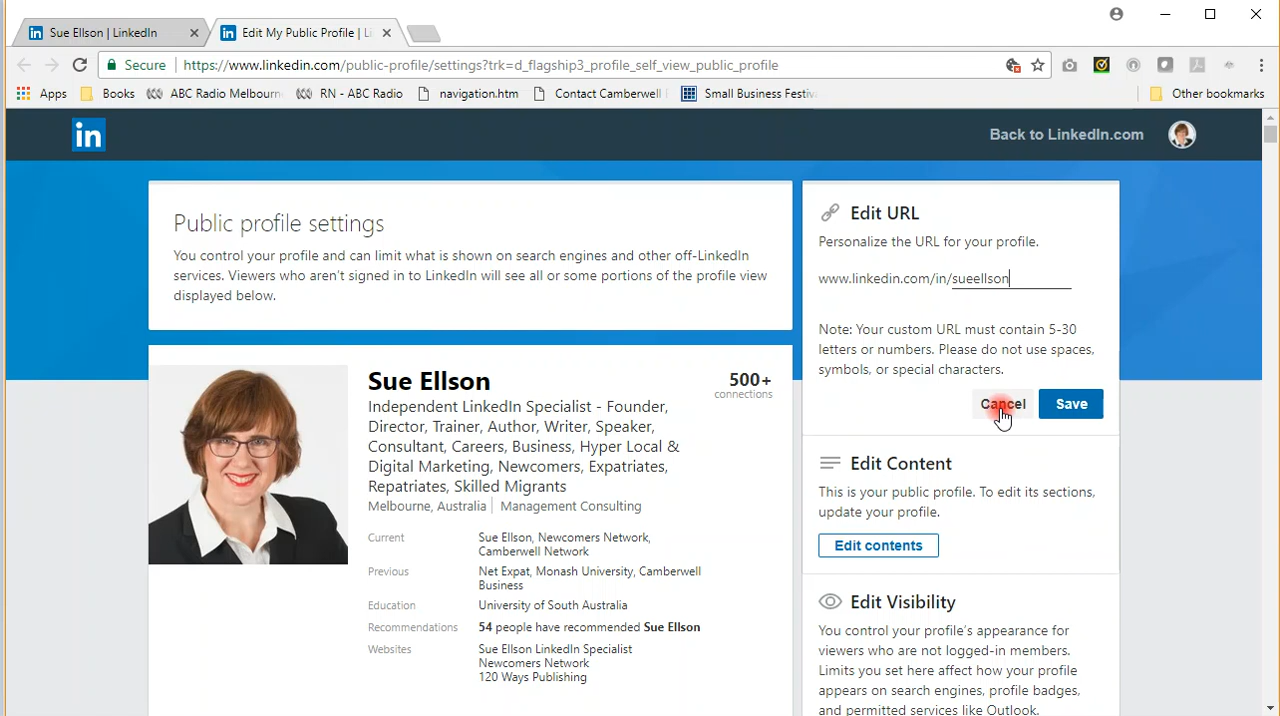 Sue Ellson | LinkedIn
Edit My Public Profile | Li
Secure https://www.linkedin.com/public-profile/settings?trk=d_flagship3_profile_self_view_public_profile
Apps Books ABC Radio Melbourn RN - ABC Radio navigation.htm Contact Camberwell Small Business Festiv Other bookmarks
in Back to LinkedIn.com
Public profile settings
You control your profile and can limit what is shown on search engines and other off-LinkedIn
services. Viewers who aren't signed in to LinkedIn will see all or some portions of the profile view
displayed below.
Sue Ellson
500+
connections
Independent LinkedIn Specialist - Founder,
Director, Trainer, Author, Writer, Speaker,
Consultant, Careers, Business, Hyper Local &
Digital Marketing, Newcomers, Expatriates,
Repatriates, Skilled Migrants
Melbourne, Australia | Management Consulting
Current Sue Ellson, Newcomers Network,
Camberwell Network
Previous Net Expat, Monash University, Camberwell
Business
Education University of South Australia
Recommendations 54 people have recommended Sue Ellson
Websites Sue Ellson LinkedIn Specialist
Newcomers Network
120 Ways Publishing
Edit URL
Personalize the URL for your profile.
www.linkedin.com/in/sueellson
Note: Your custom URL must contain 5-30
letters or numbers. Please do not use spaces,
symbols, or special characters.
Cancel Save
Edit Content
This is your public profile. To edit its sections,
update your profile.
Edit contents
Edit Visibility
You control your profile's appearance for
viewers who are not logged-in members.
Limits you set here affect how your profile
appears on search engines, profile badges,
and permitted services like Outlook.